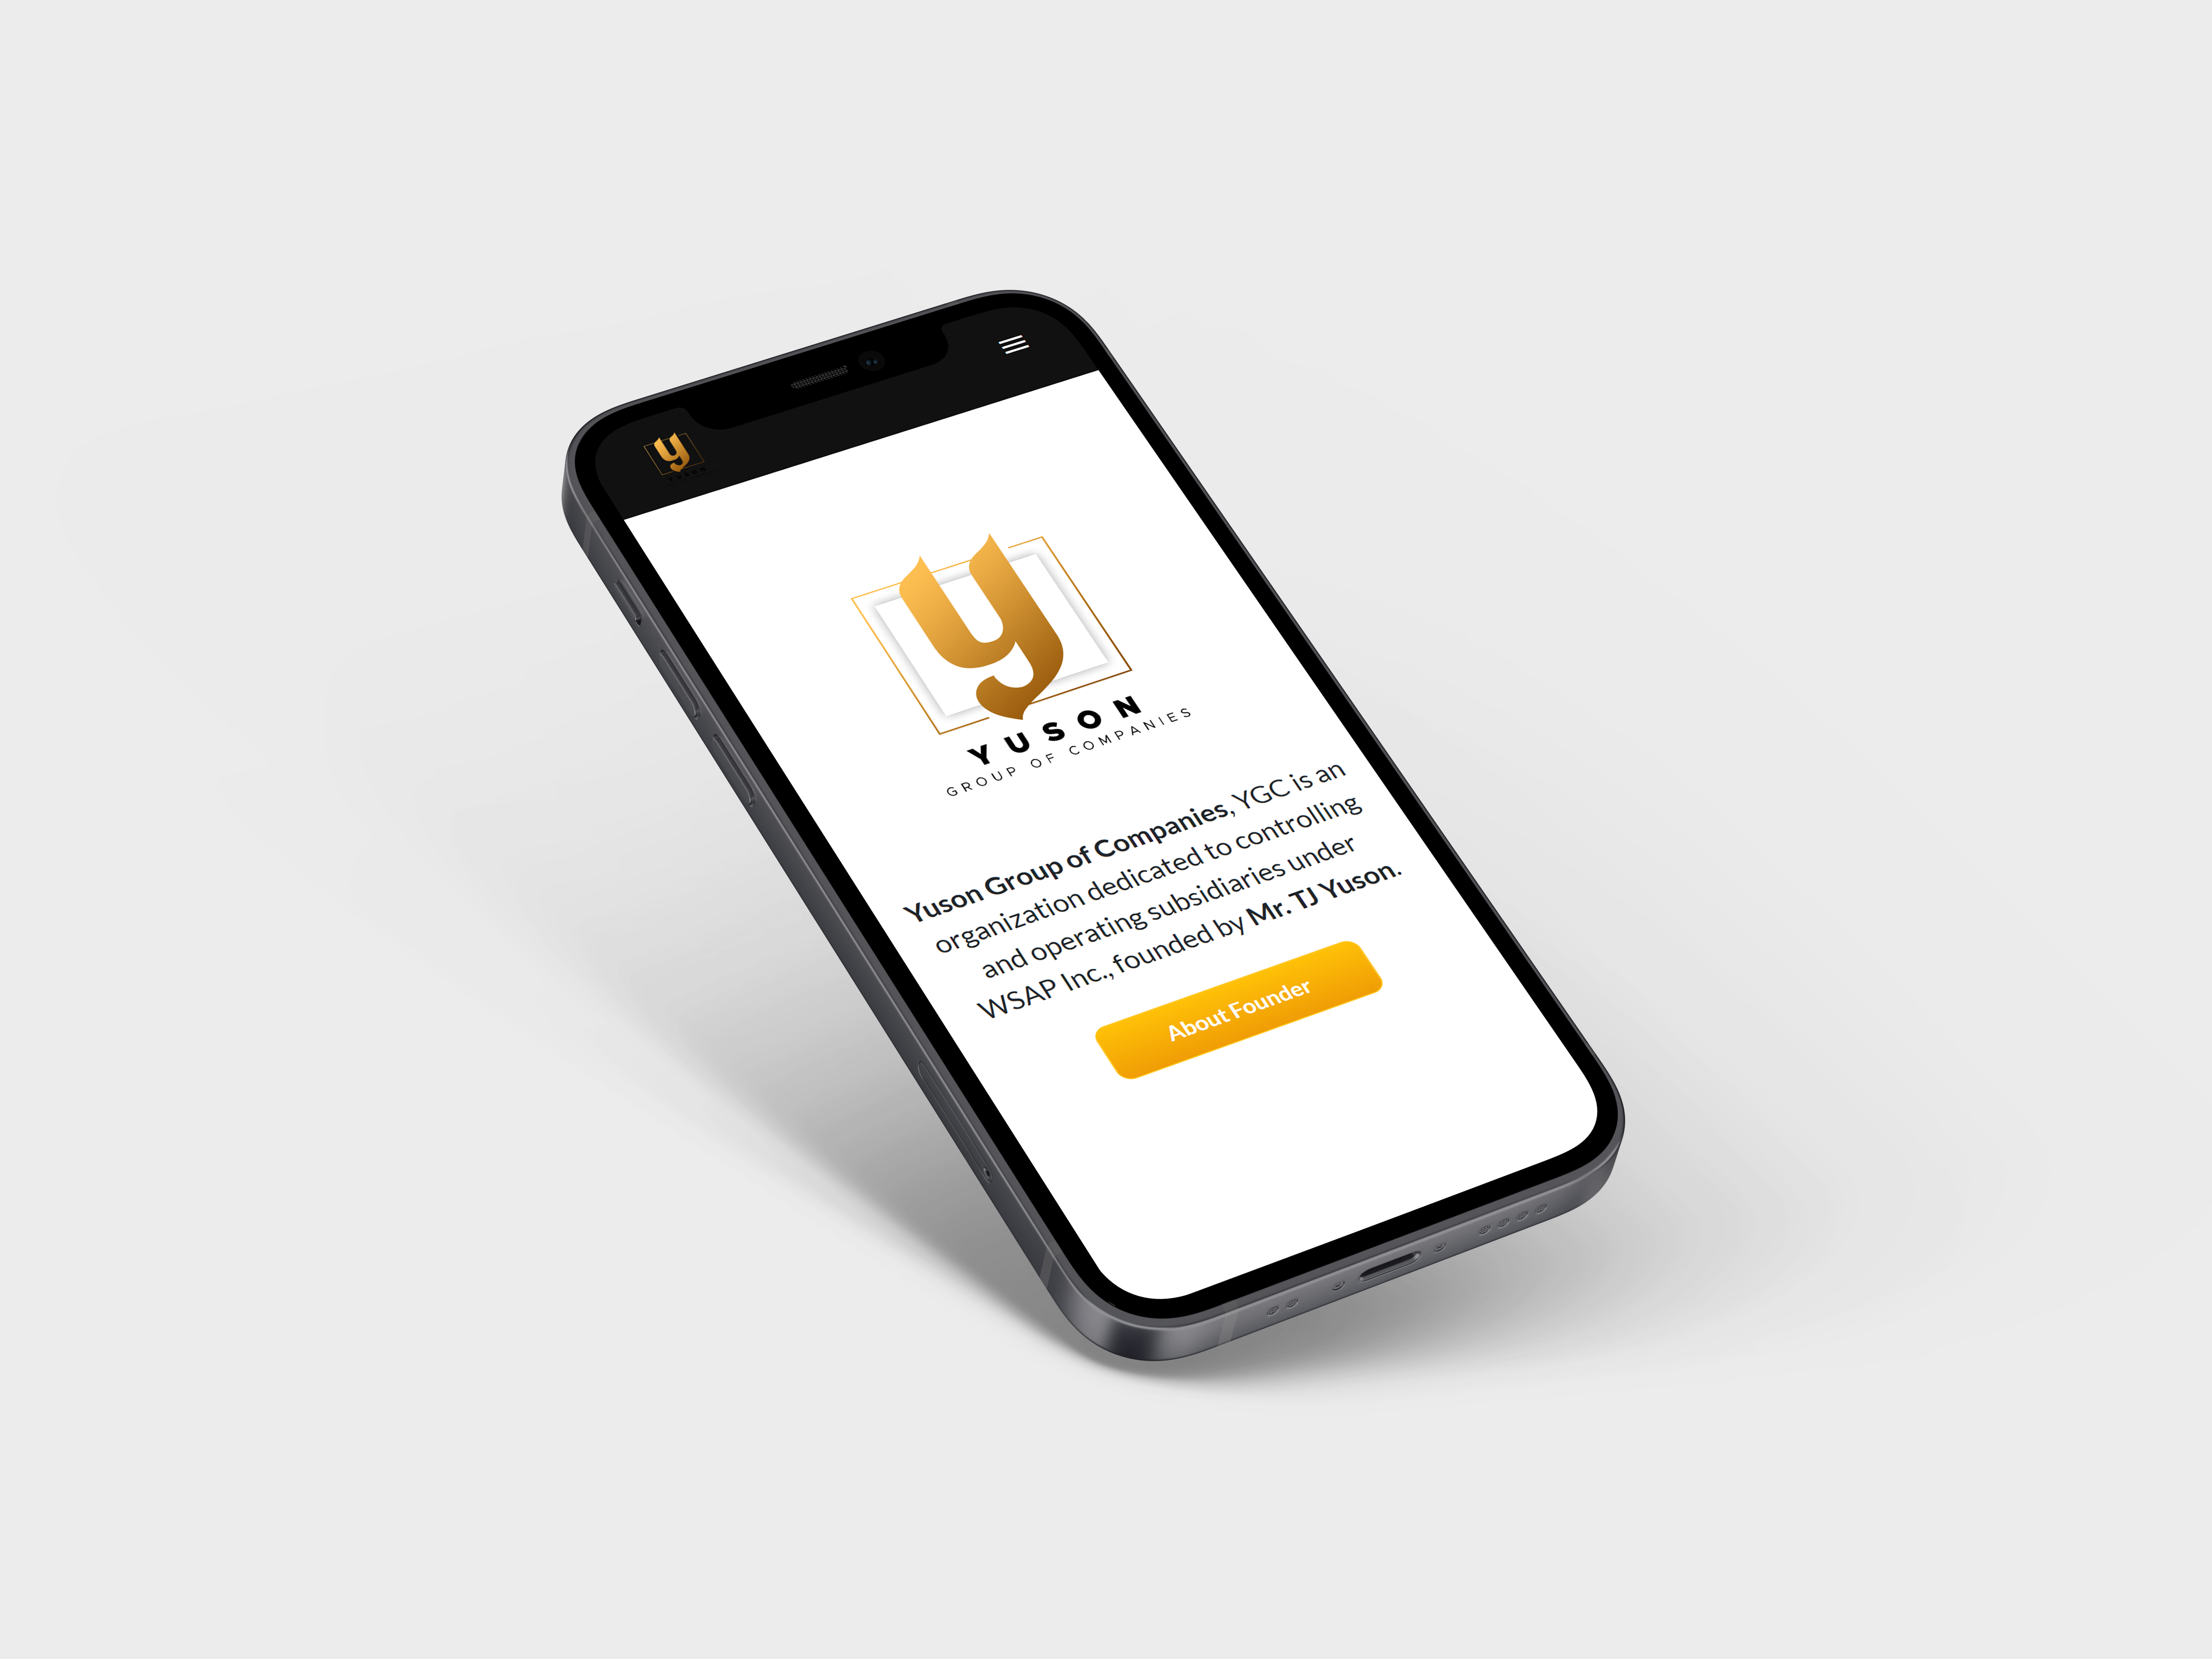 y
YUSON
y
YUSON
GROUP OF COMPANIES
Yuson Group of Companies, YGC is an
organization dedicated to controlling
and operating subsidiaries under
WSAP Inc., founded by Mr. TJ Yuson.
About Founder